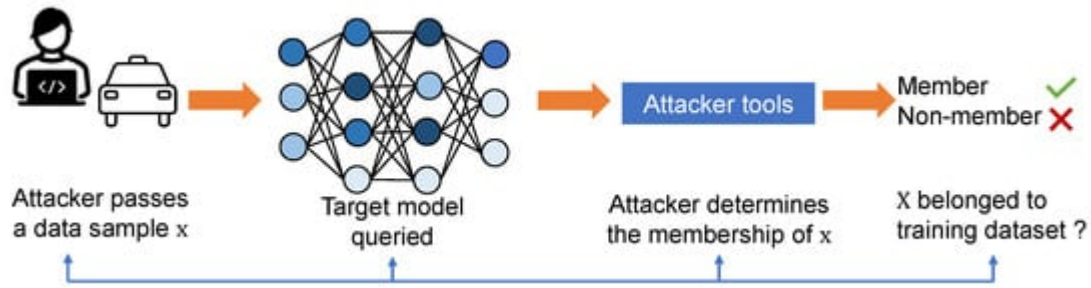 </>
Attacker tools
Member
Non-member
Attacker passes
a data sample x
Target model
queried
Attacker determines
the membership of x
X belonged to
training dataset ?